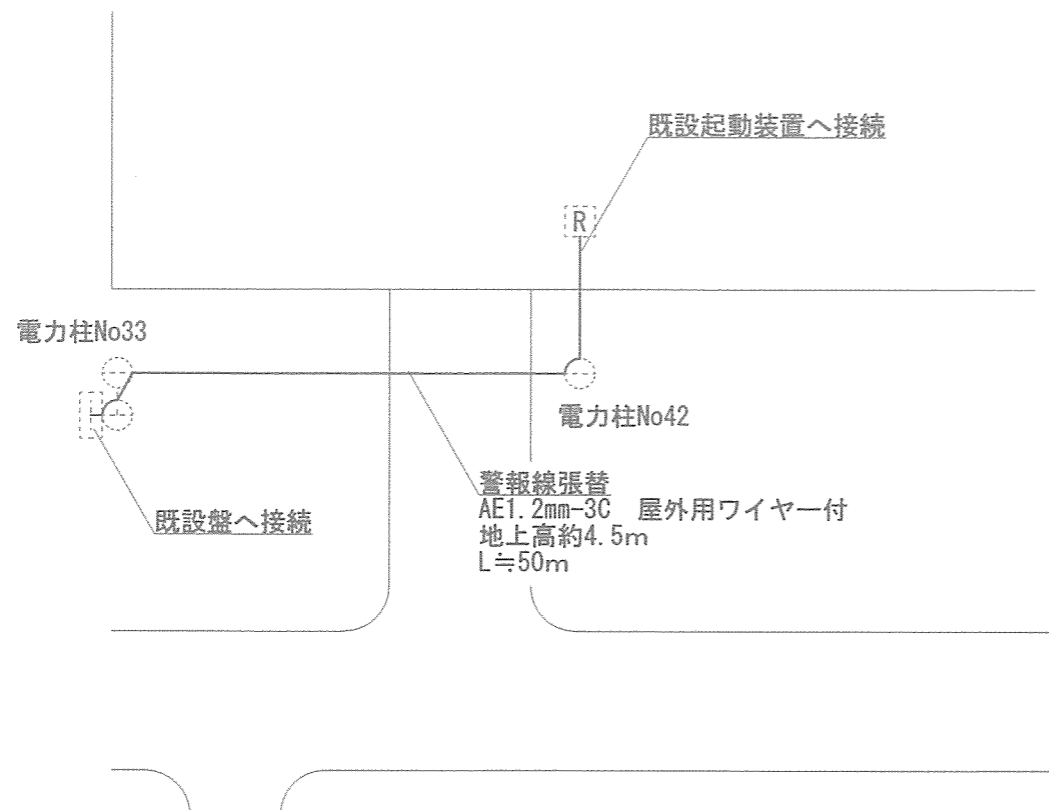 既設起動装置へ接続
R
電力柱No33
電力柱No42
警報線張替
AE1.2mm-3C 屋外用ワイヤー付
地上高約4.5m
L≒50m
既設盤へ接続